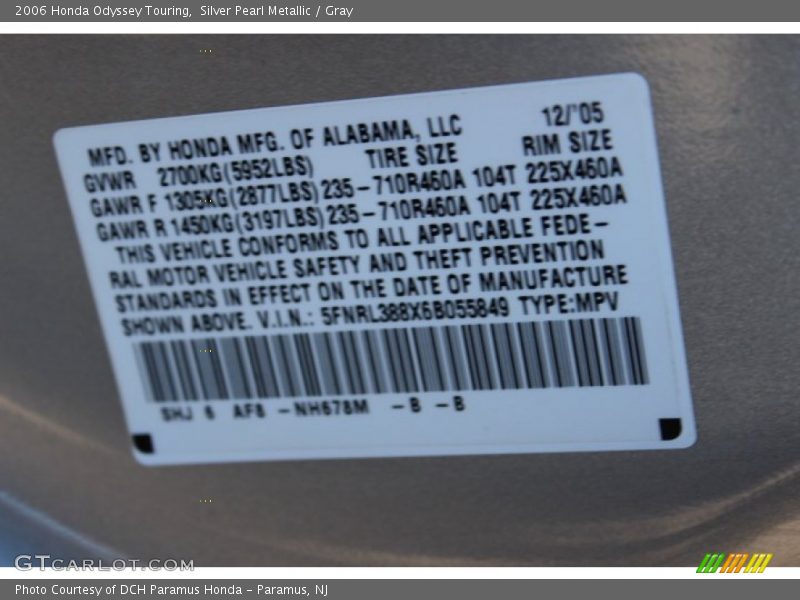 2006 Honda Odyssey Touring, Silver Pearl Metallic / Gray
MFD. BY HONDA MFG. OF ALABAMA, LLC 12/'05
GVWR 2700KG(5952LBS) TIRE SIZE RIM SIZE
GAWR F 1305KG(2877LBS) 235-710R460A 104T 225X460A
GAWR R 1450KG(3197LBS) 235-710R460A 104T 225X460A
THIS VEHICLE CONFORMS TO ALL APPLICABLE FEDE-
RAL MOTOR VEHICLE SAFETY AND THEFT PREVENTION
STANDARDS IN EFFECT ON THE DATE OF MANUFACTURE
SHOWN ABOVE. V.I.N.: 5FNRL388X6B055849 TYPE:MPV
SHJ 6 AF6 -NH678M -B -B
GTCARLOT.COM
Photo Courtesy of DCH Paramus Honda - Paramus, NJ